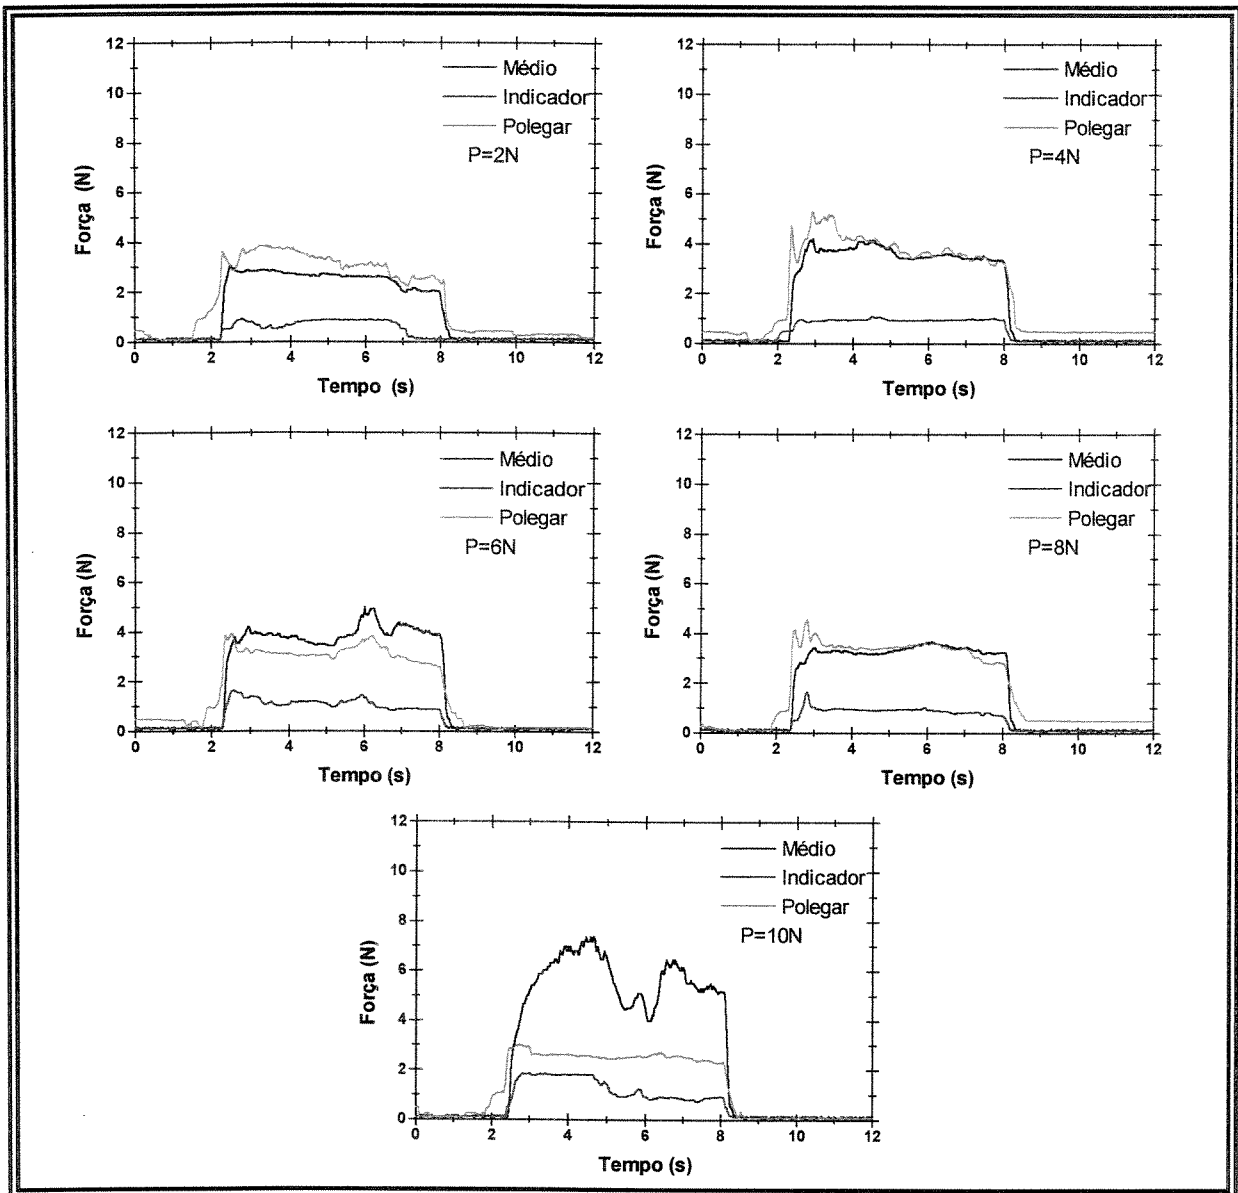 12
10
8
6
4
2
0
Força (N)
Médio
Indicador
Polegar
P=2N
0 2 4 6 8 10 12
Tempo (s)
12
10
8
6
4
2
0
Força (N)
Médio
Indicador
Polegar
P=4N
0 2 4 6 8 10 12
Tempo (s)
12
10
8
6
4
2
0
Força (N)
Médio
Indicador
Polegar
P=6N
0 2 4 6 8 10 12
Tempo (s)
12
10
8
6
4
2
0
Força (N)
Médio
Indicador
Polegar
P=8N
0 2 4 6 8 10 12
Tempo (s)
12
10
8
6
4
2
0
Força (N)
Médio
Indicador
Polegar
P=10N
0 2 4 6 8 10 12
Tempo (s)